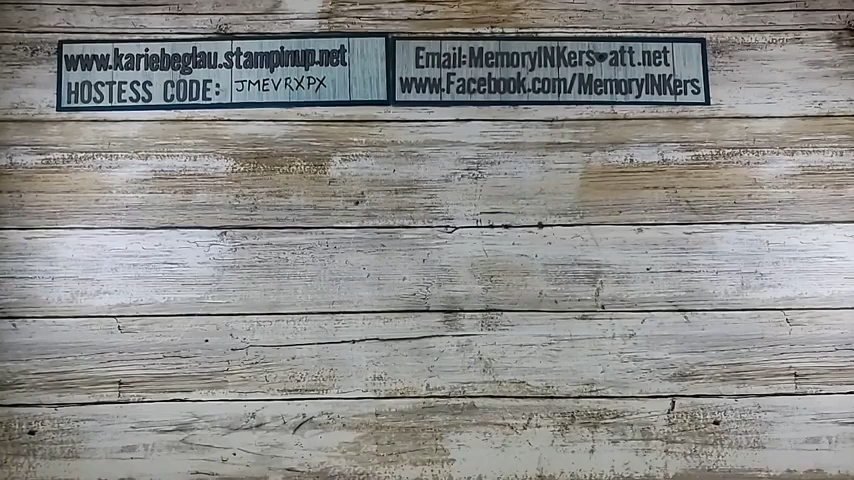 www.kariebeglau.stampinup.net
HOSTESS CODE: JMEVRXPX
Email:MemoryINKers♥att.net
www.Facebook.com/MemoryINKers